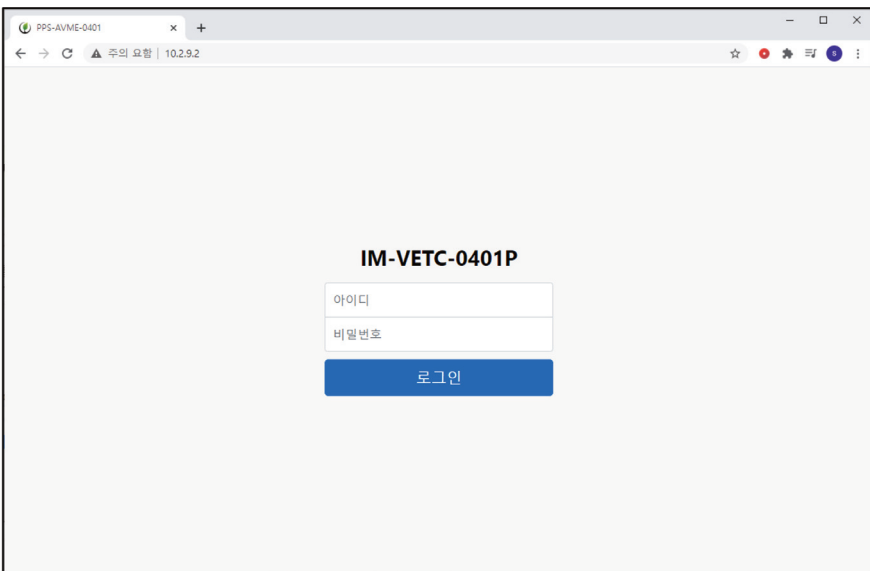 PPS-AVME-0401
주의 요함 10.2.9.2
S
IM-VETC-0401P
아이디
비밀번호
로그인